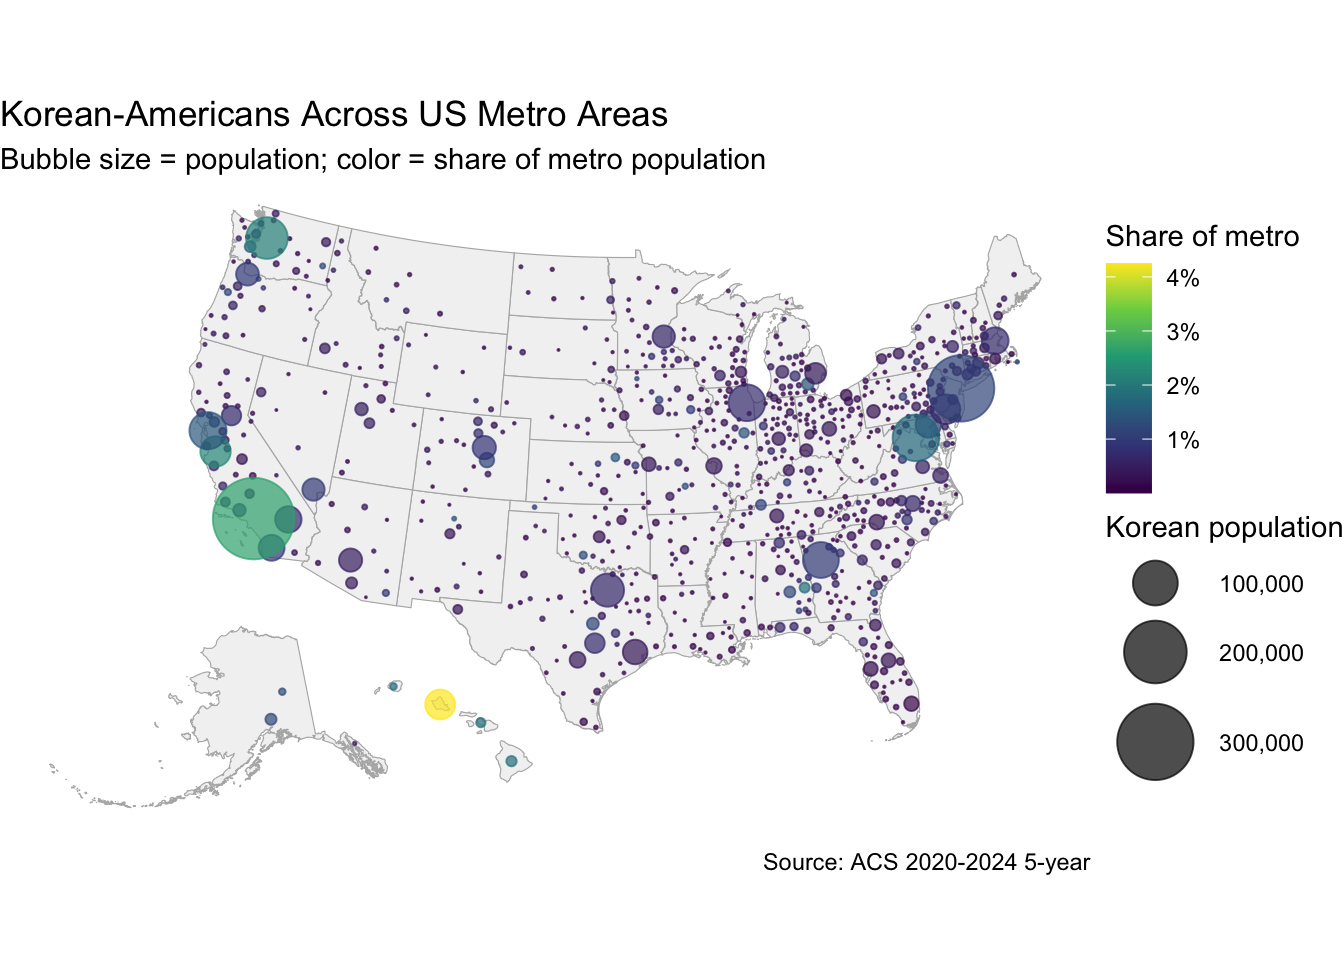 Korean-Americans Across US Metro Areas
Bubble size = population; color = share of metro population
Share of metro
4%
3%
2%
1%
Korean population
100,000
200,000
300,000
Source: ACS 2020-2024 5-year